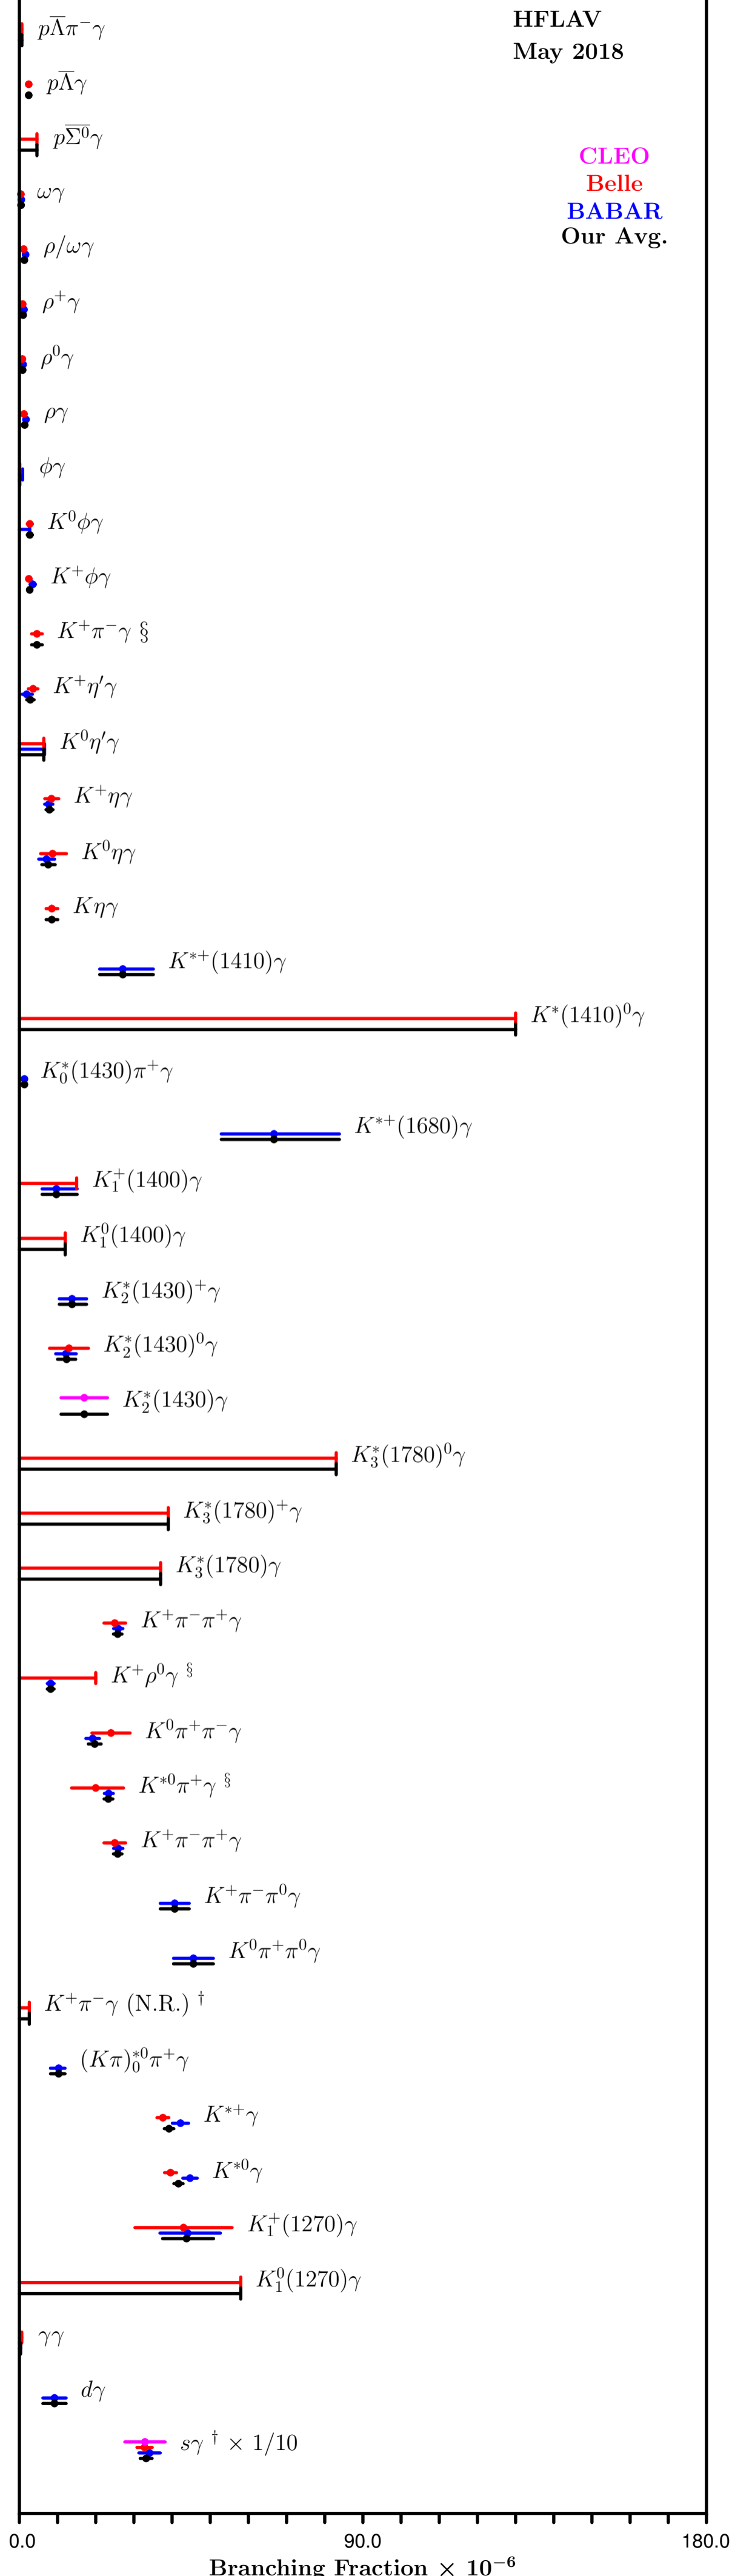 HFLAV
May 2018
CLEO
Belle
BABAR
Our Avg.
pΛ̅π⁻γ
pΛ̅γ
pΣ̅⁰γ
ωγ
ρ/ωγ
ρ⁺γ
ρ⁰γ
ργ
φγ
K⁰φγ
K⁺φγ
K⁺π⁻γ §
K⁺η′γ
K⁰η′γ
K⁺ηγ
K⁰ηγ
Kηγ
K*⁺(1410)γ
K*(1410)⁰γ
K₀*(1430)π⁺γ
K*⁺(1680)γ
K₁⁺(1400)γ
K₁⁰(1400)γ
K₂*(1430)⁺γ
K₂*(1430)⁰γ
K₂*(1430)γ
K₃*(1780)⁰γ
K₃*(1780)⁺γ
K₃*(1780)γ
K⁺π⁻π⁺γ
K⁺ρ⁰γ §
K⁰π⁺π⁻γ
K*⁰π⁺γ §
K⁺π⁻π⁺γ
K⁺π⁻π⁰γ
K⁰π⁺π⁰γ
K⁺π⁻γ (N.R.) †
(Kπ)₀*⁰π⁺γ
K*⁺γ
K*⁰γ
K₁⁺(1270)γ
K₁⁰(1270)γ
γγ
dγ
sγ † × 1/10
0.0 90.0 180.0
Branching Fraction × 10⁻⁶